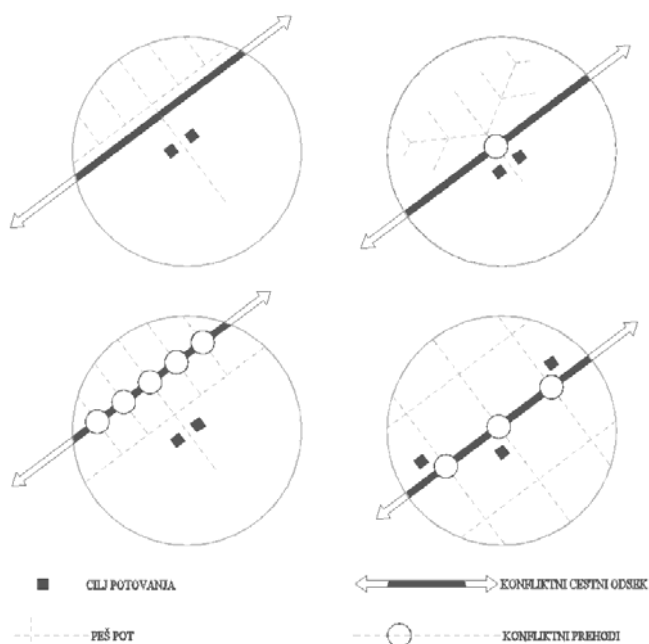 CILJ POTOVANJA
KONFLIKTNI CESTNI ODSEK
PEŠ POT
KONFLIKTNI PREHODI